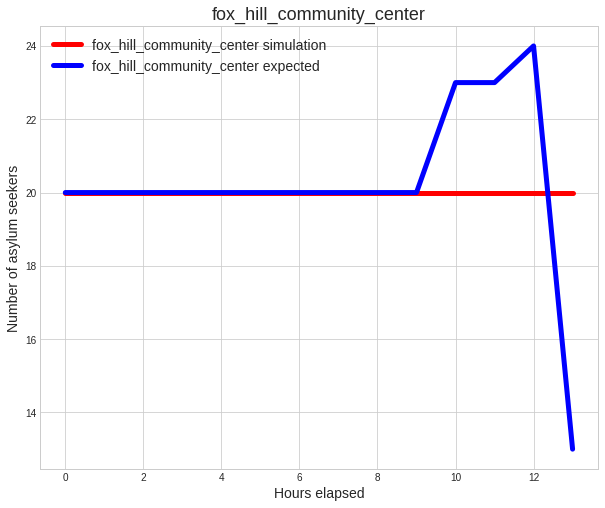 fox_hill_community_center
fox_hill_community_center simulation
fox_hill_community_center expected
Number of asylum seekers
24
22
20
18
16
14
0 2 4 6 8 10 12
Hours elapsed